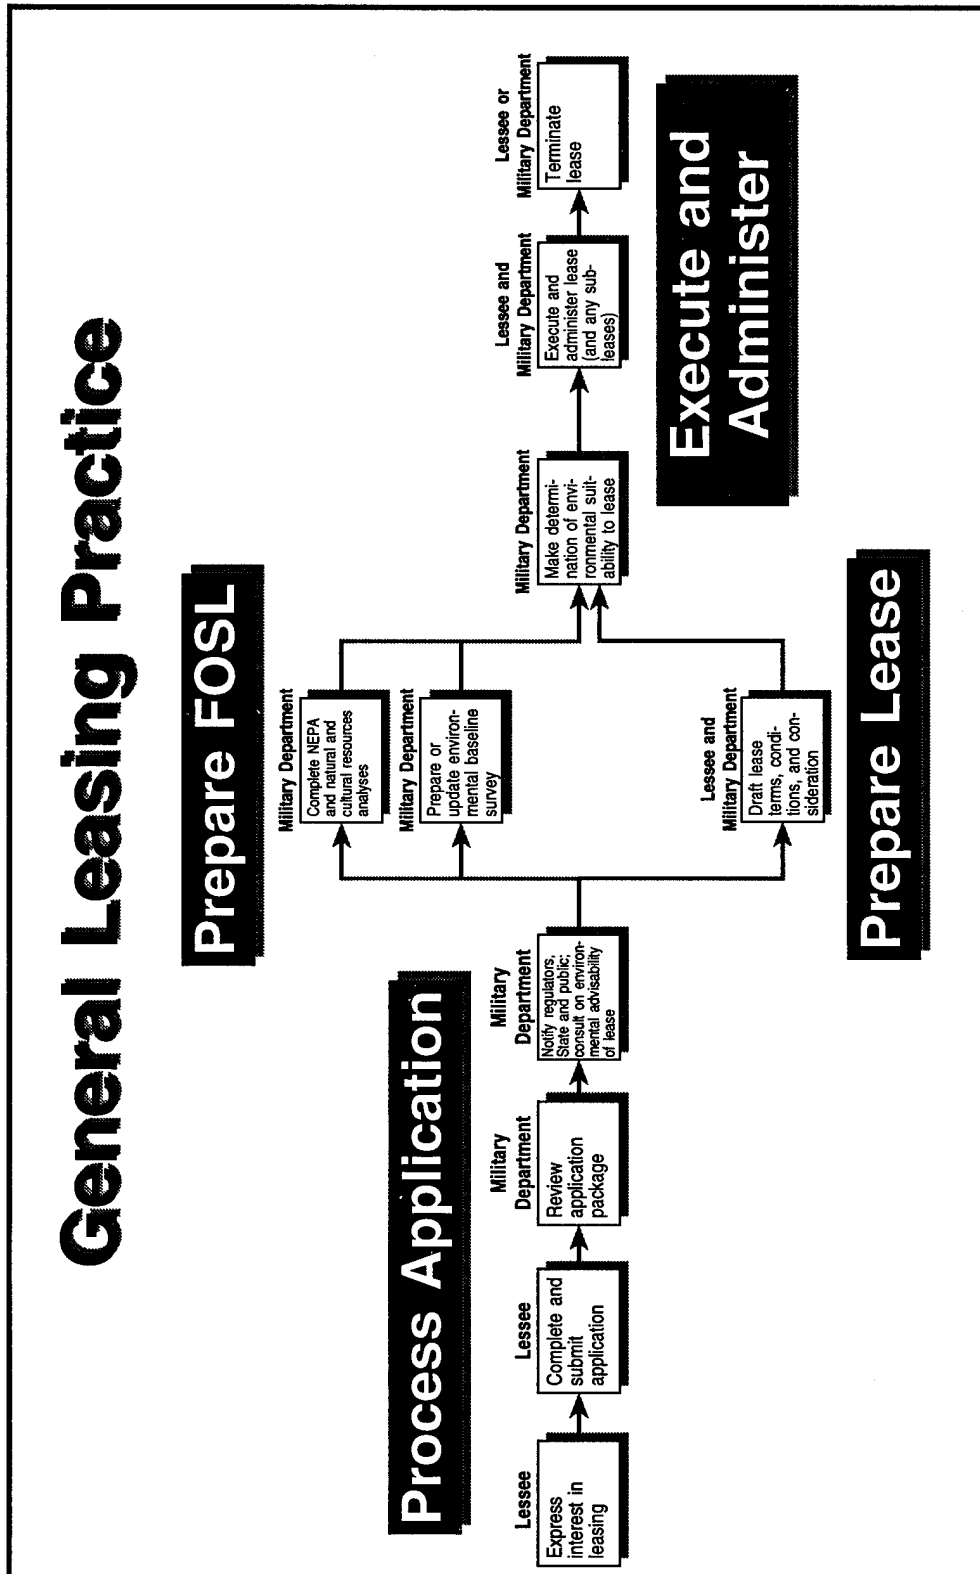 General Leasing Practice
Prepare FOSL
Process Application
Lessee
Express
interest in
leasing
Lessee
Complete and
submit
application
Military
Department
Review
application
package
Military
Department
Notify regulators,
State and public;
consult on environ-
mental advisability
of lease
Military Department
Complete NEPA
and natural and
cultural resources
analyses
Military Department
Prepare or
update environ-
mental baseline
survey
Lessee and
Military Department
Draft lease
terms, condi-
tions, and con-
sideration
Prepare Lease
Military Department
Make determi-
nation of envi-
ronmental suit-
ability to lease
Lessee and
Military Department
Execute and
administer lease
(and any sub-
leases)
Lessee or
Military Department
Terminate
lease
Execute and
Administer